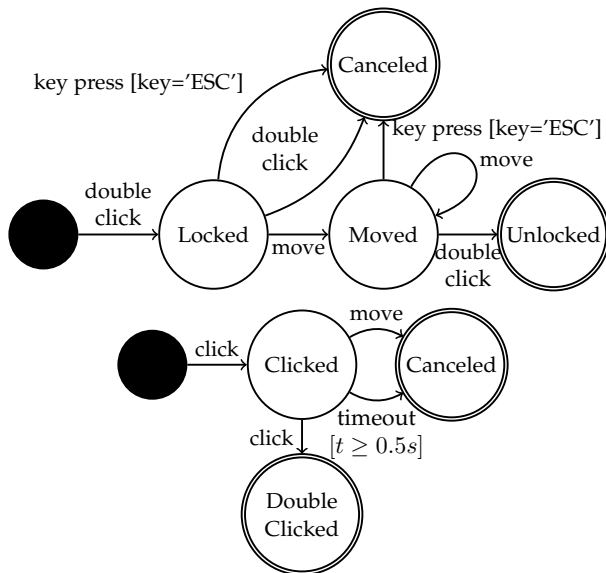 Canceled
key press [key='ESC']
double
click
key press [key='ESC']
move
double
click
Locked
move
Moved
double
click
Unlocked
move
click
Clicked
Canceled
timeout
[t ≥ 0.5s]
click
Double
Clicked